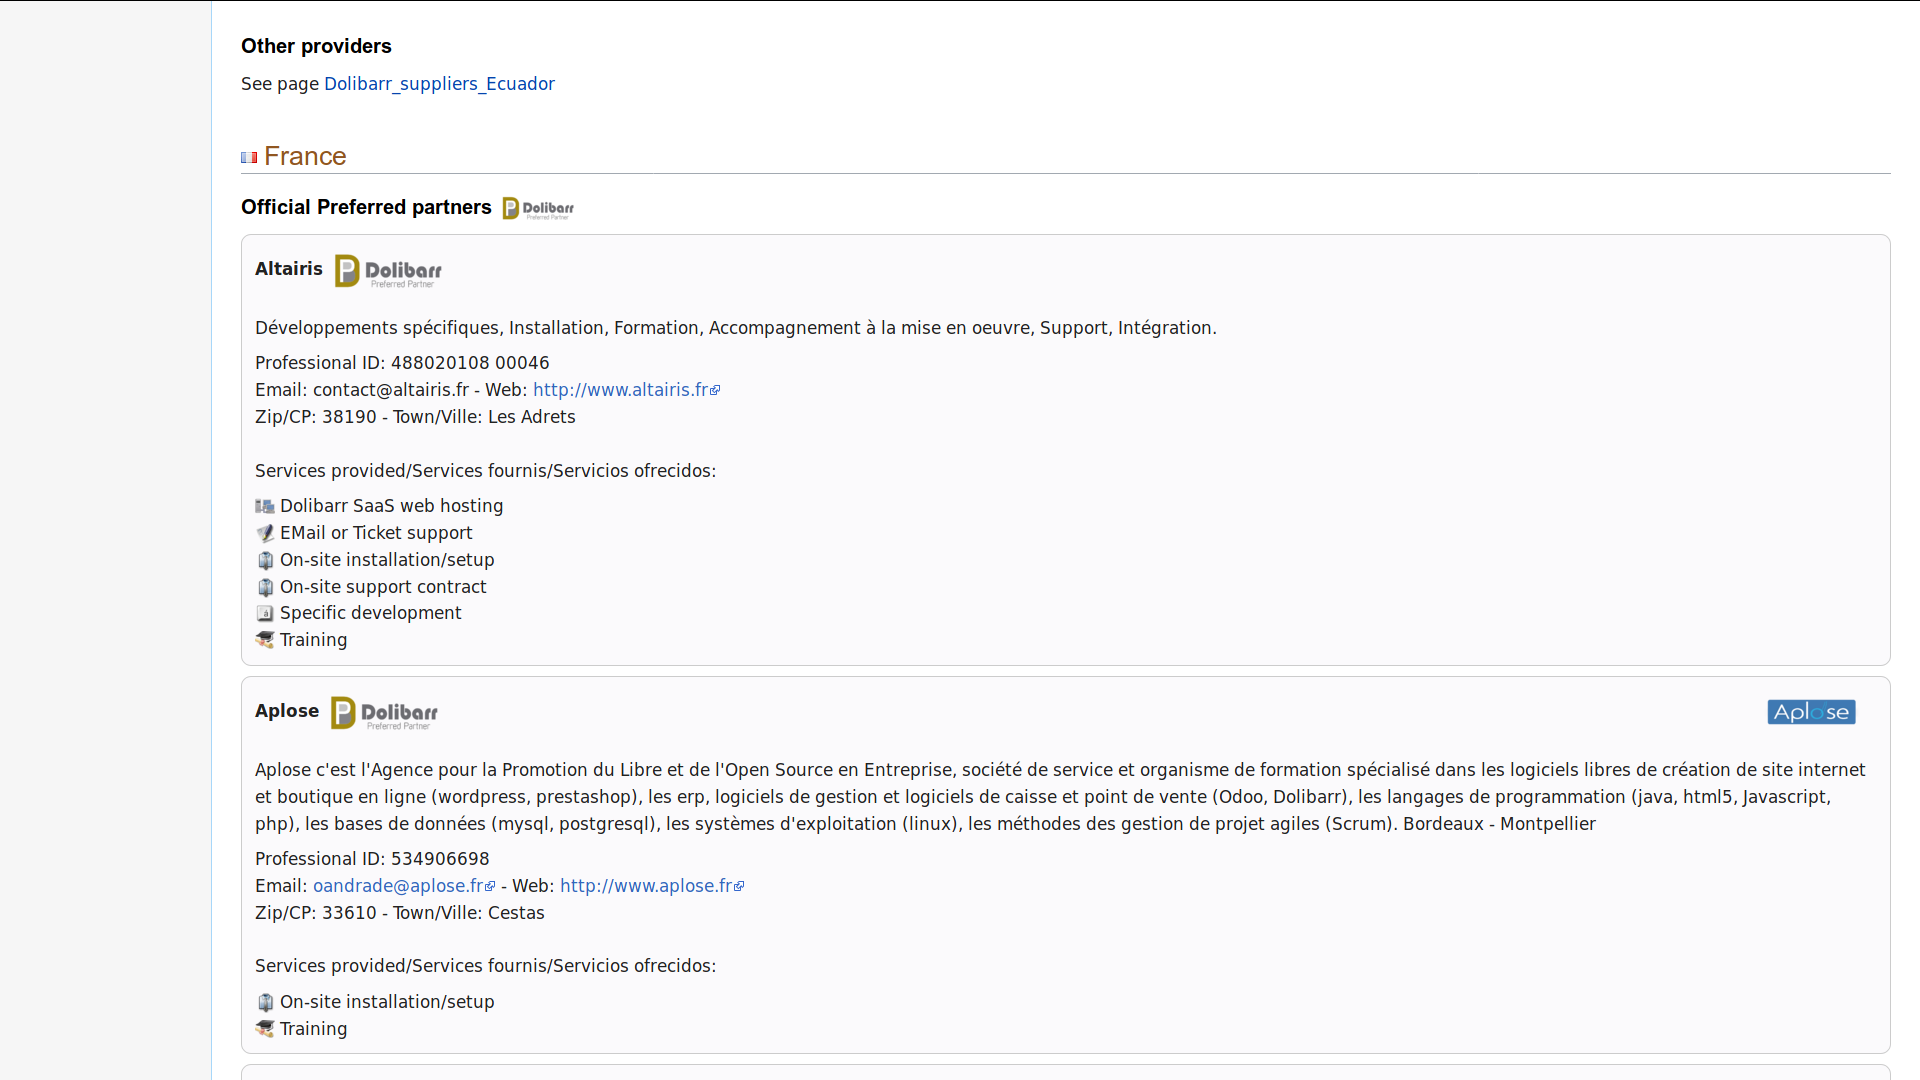 Other providers
See page Dolibarr_suppliers_Ecuador
France
Official Preferred partners P Dolibarr
Preferred Partner
Altairis P Dolibarr
Preferred Partner
Développements spécifiques, Installation, Formation, Accompagnement à la mise en oeuvre, Support, Intégration.
Professional ID: 488020108 00046
Email: contact@altairis.fr - Web: http://www.altairis.fr
Zip/CP: 38190 - Town/Ville: Les Adrets
Services provided/Services fournis/Servicios ofrecidos:
Dolibarr SaaS web hosting
EMail or Ticket support
On-site installation/setup
On-site support contract
Specific development
Training
Aplose P Dolibarr
Preferred Partner
Aplose
Aplose c'est l'Agence pour la Promotion du Libre et de l'Open Source en Entreprise, société de service et organisme de formation spécialisé dans les logiciels libres de création de site internet
et boutique en ligne (wordpress, prestashop), les erp, logiciels de gestion et logiciels de caisse et point de vente (Odoo, Dolibarr), les langages de programmation (java, html5, Javascript,
php), les bases de données (mysql, postgresql), les systèmes d'exploitation (linux), les méthodes des gestion de projet agiles (Scrum). Bordeaux - Montpellier
Professional ID: 534906698
Email: oandrade@aplose.fr - Web: http://www.aplose.fr
Zip/CP: 33610 - Town/Ville: Cestas
Services provided/Services fournis/Servicios ofrecidos:
On-site installation/setup
Training